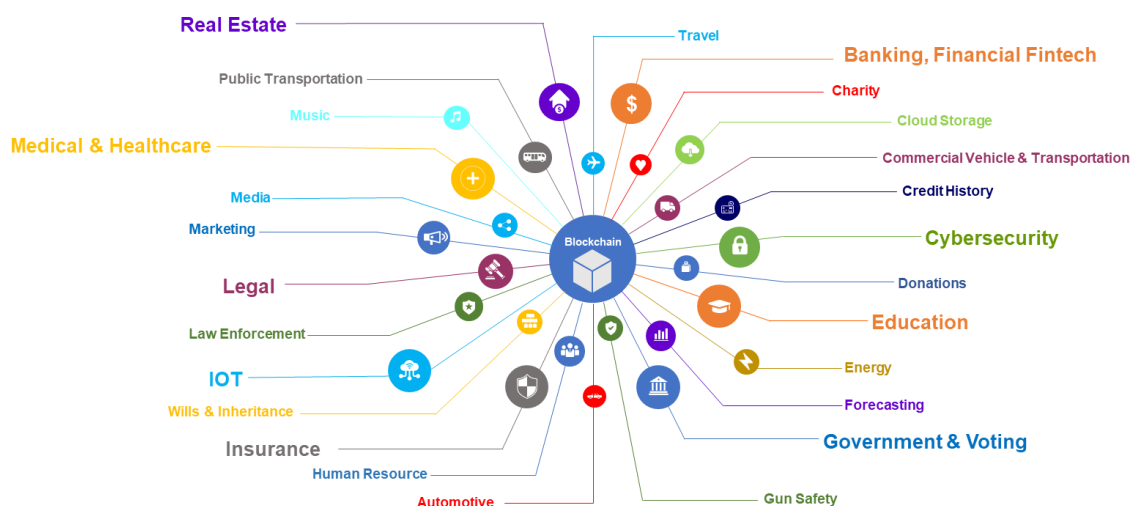 Real Estate
Travel
Banking, Financial Fintech
Public Transportation
Charity
Music
Cloud Storage
Medical & Healthcare
Commercial Vehicle & Transportation
Media
Credit History
Marketing
Blockchain
Cybersecurity
Legal
Donations
Law Enforcement
Education
IOT
Energy
Wills & Inheritance
Forecasting
Insurance
Government & Voting
Human Resource
Automotive
Gun Safety
$
$